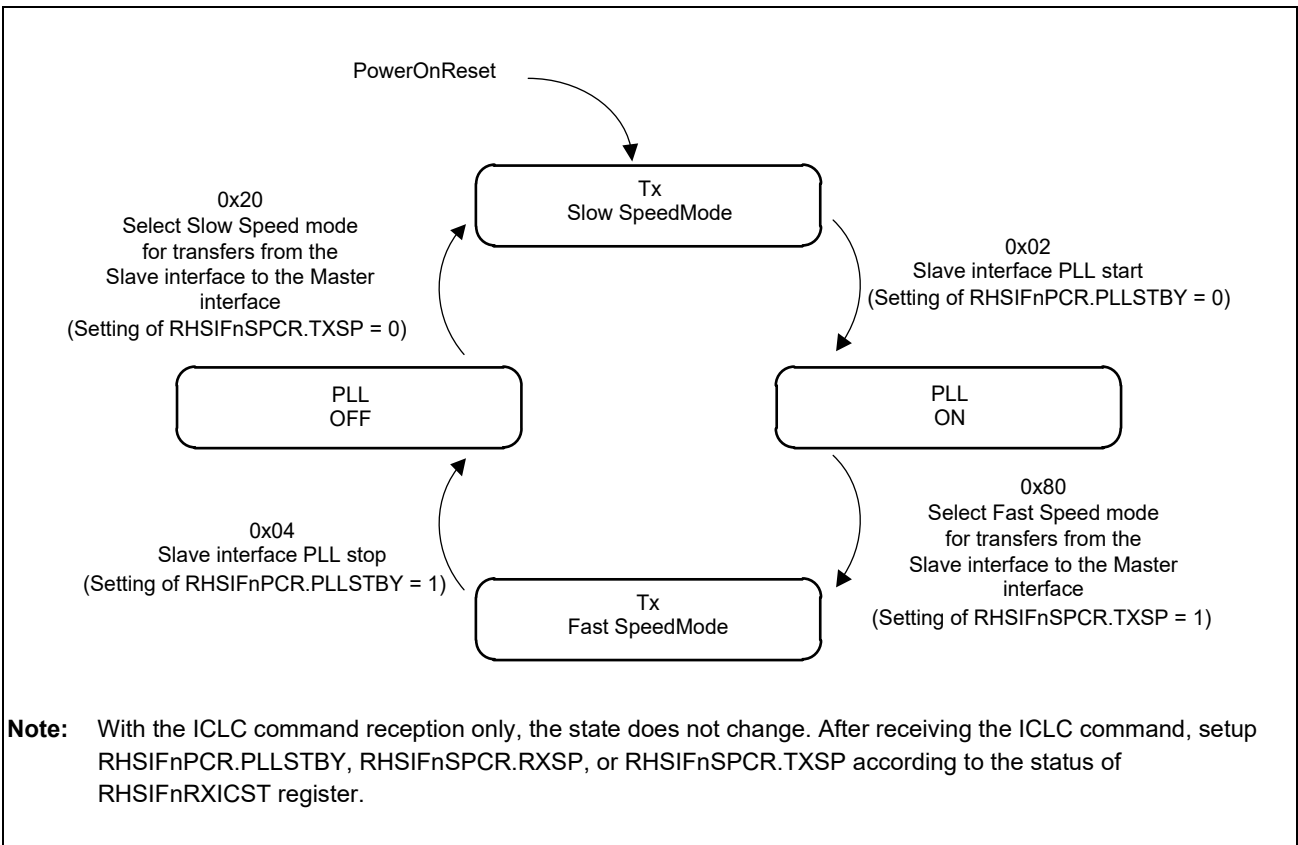 PowerOnReset
Tx
Slow SpeedMode
0x20
Select Slow Speed mode
for transfers from the
Slave interface to the Master
interface
(Setting of RHSIFnSPCR.TXSP = 0)
0x02
Slave interface PLL start
(Setting of RHSIFnPCR.PLLSTBY = 0)
PLL
OFF
PLL
ON
0x04
Slave interface PLL stop
(Setting of RHSIFnPCR.PLLSTBY = 1)
0x80
Select Fast Speed mode
for transfers from the
Slave interface to the Master
interface
(Setting of RHSIFnSPCR.TXSP = 1)
Tx
Fast SpeedMode
Note: With the ICLC command reception only, the state does not change. After receiving the ICLC command, setup
RHSIFnPCR.PLLSTBY, RHSIFnSPCR.RXSP, or RHSIFnSPCR.TXSP according to the status of
RHSIFnRXICST register.